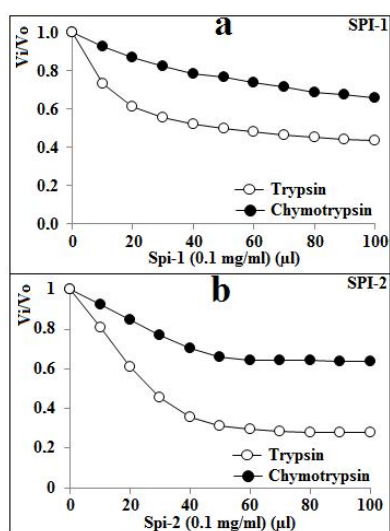 a SPI-1
Vi/Vo
1.0
0.8
0.6
0.4
0.2
0.0
Trypsin
Chymotrypsin
0 20 40 60 80 100
Spi-1 (0.1 mg/ml) (µl)
b SPI-2
Vi/Vo
1
0.8
0.6
0.4
0.2
0
Trypsin
Chymotrypsin
0 20 40 60 80 100
Spi-2 (0.1 mg/ml) (µl)